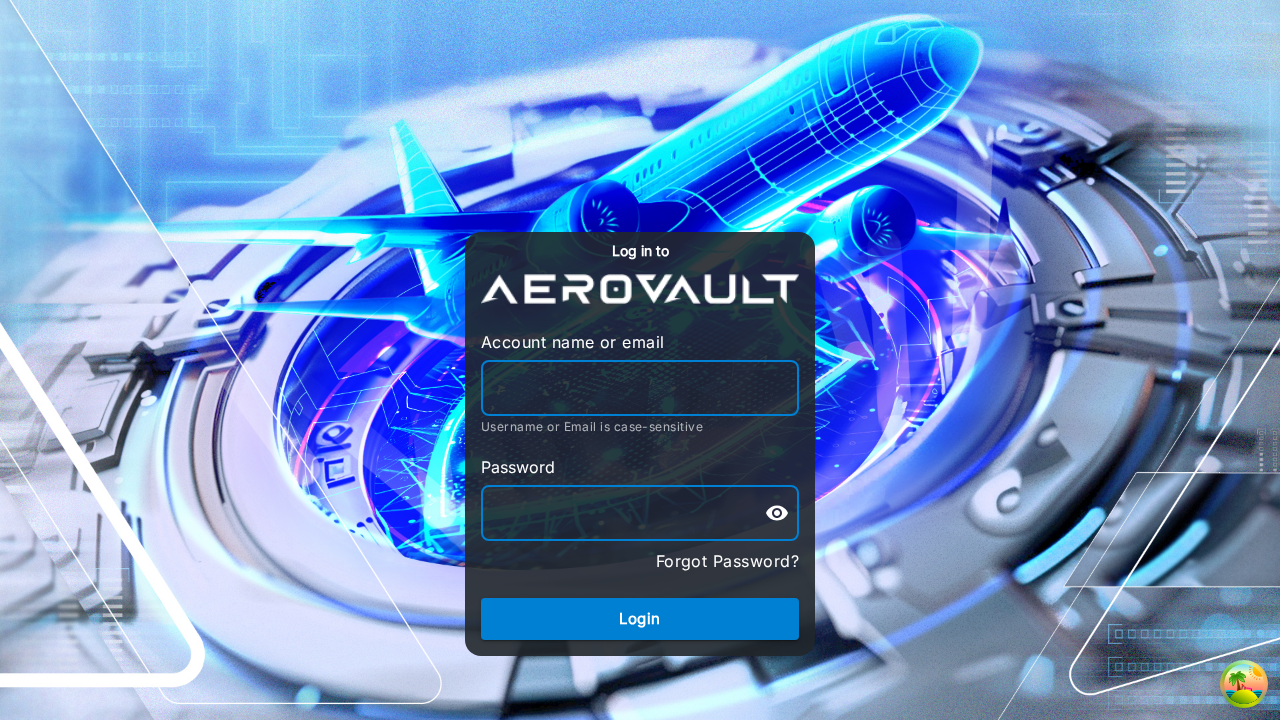 Log in to
AEROVAULT
Account name or email
Username or Email is case-sensitive
Password
Forgot Password?
Login